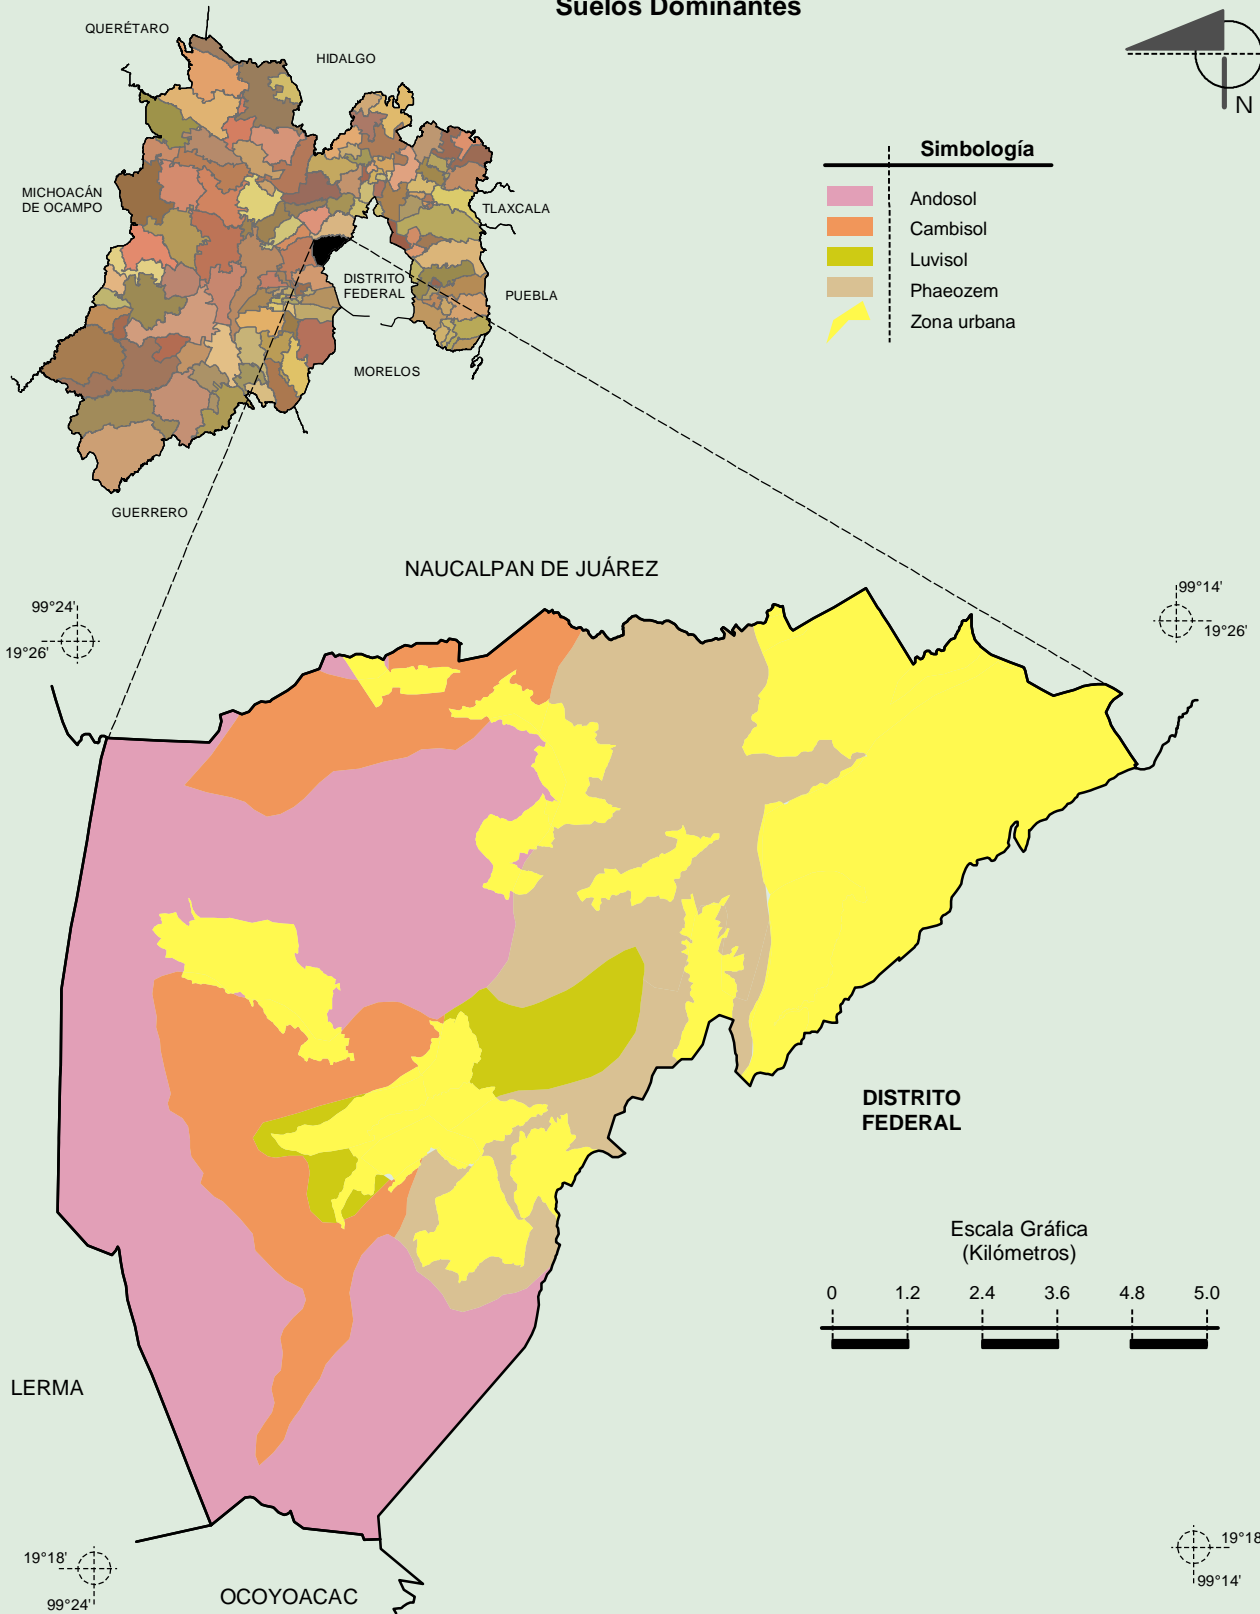 Suelos Dominantes
QUERÉTARO
HIDALGO
N
Simbología
MICHOACÁN
DE OCAMPO
TLAXCALA
Andosol
Cambisol
Luvisol
Phaeozem
Zona urbana
DISTRITO
FEDERAL
PUEBLA
MORELOS
GUERRERO
NAUCALPAN DE JUÁREZ
99°24'
19°26'
99°14'
19°26'
DISTRITO
FEDERAL
Escala Gráfica
(Kilómetros)
0 1.2 2.4 3.6 4.8 5.0
LERMA
19°18'
99°24'
OCOYOACAC
19°18
99°14'